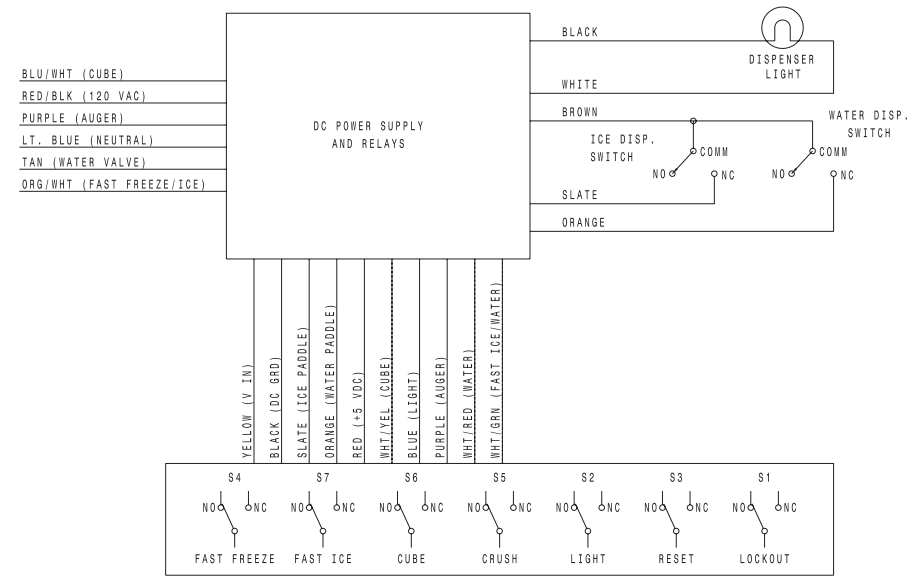 BLACK
DISPENSER
LIGHT
BLU/WHT (CUBE)
RED/BLK (120 VAC)
PURPLE (AUGER)
LT. BLUE (NEUTRAL)
TAN (WATER VALVE)
ORG/WHT (FAST FREEZE/ICE)
DC POWER SUPPLY
AND RELAYS
WHITE
BROWN
ICE DISP.
SWITCH
COMM
NO
NC
WATER DISP.
SWITCH
COMM
NO
NC
SLATE
ORANGE
YELLOW (V IN)
BLACK (DC GRD)
SLATE (ICE PADDLE)
ORANGE (WATER PADDLE)
RED (+5 VDC)
WHT/YEL (CUBE)
BLUE (LIGHT)
PURPLE (AUGER)
WHT/RED (WATER)
WHT/GRN (FAST ICE/WATER)
S4 S7 S6 S5 S2 S3 S1
NO NC NO NC NO NC NO NC NO NC NO NC NO NC
FAST FREEZE FAST ICE CUBE CRUSH LIGHT RESET LOCKOUT